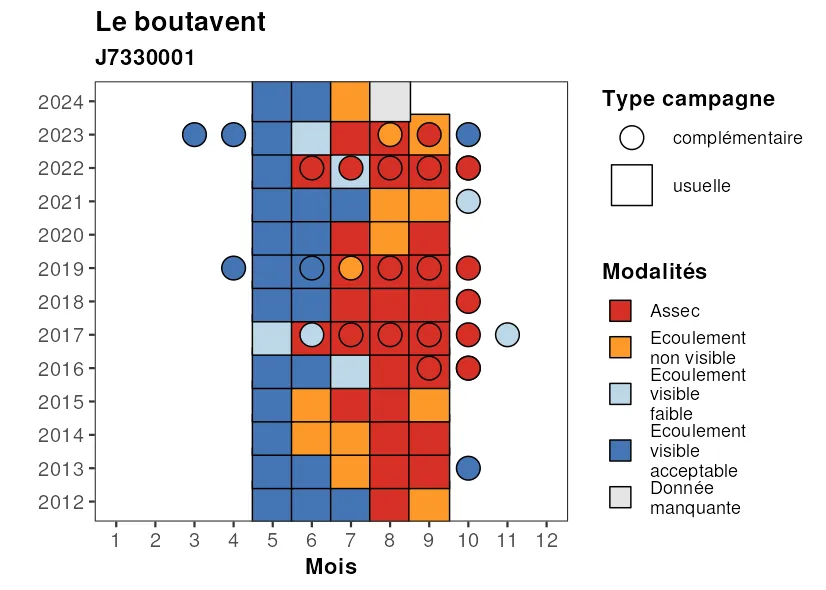 Le boutavent
J7330001
2024
2023
2022
2021
2020
2019
2018
2017
2016
2015
2014
2013
2012
1 2 3 4 5 6 7 8 9 10 11 12
Mois
Type campagne
complémentaire
usuelle
Modalités
Assec
Ecoulement
non visible
Ecoulement
visible
faible
Ecoulement
visible
acceptable
Donnée
manquante